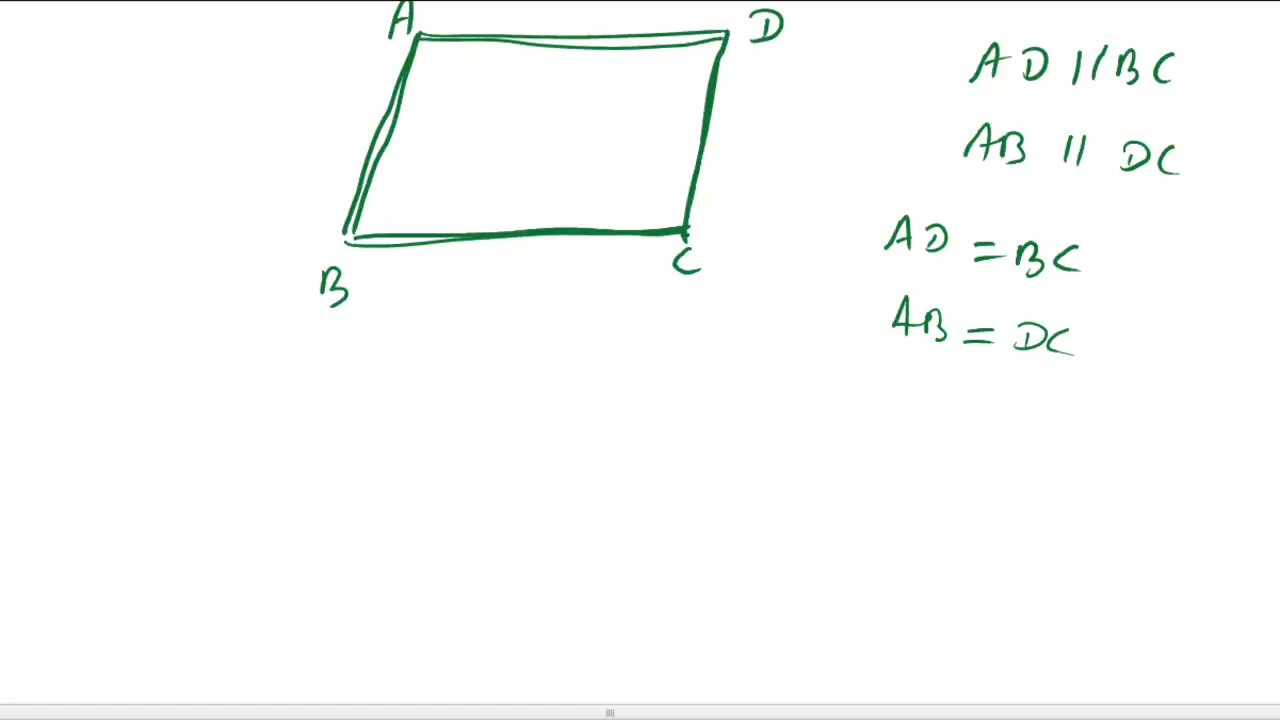 A D
B C
AD // BC
AB // DC
AD = BC
AB = DC